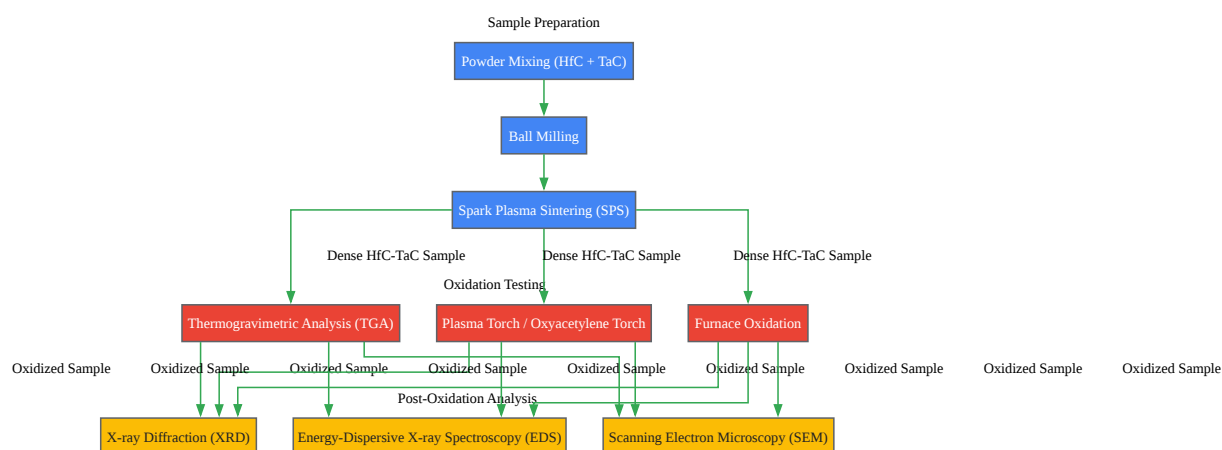 Sample Preparation
Powder Mixing (HfC + TaC)
Ball Milling
Spark Plasma Sintering (SPS)
Dense HfC-TaC Sample
Dense HfC-TaC Sample
Dense HfC-TaC Sample
Oxidation Testing
Thermogravimetric Analysis (TGA)
Plasma Torch / Oxyacetylene Torch
Furnace Oxidation
Oxidized Sample
Oxidized Sample
Oxidized Sample
Oxidized Sample
Oxidized Sample
Oxidized Sample
Oxidized Sample
Oxidized Sample
Oxidized Sample
Post-Oxidation Analysis
X-ray Diffraction (XRD)
Energy-Dispersive X-ray Spectroscopy (EDS)
Scanning Electron Microscopy (SEM)